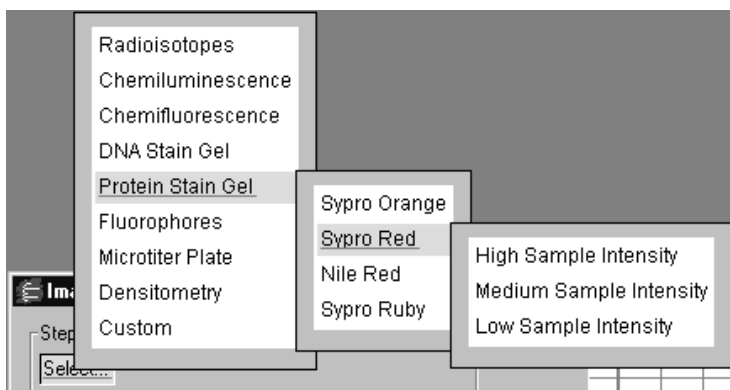 Radioisotopes
Chemiluminescence
Chemifluorescence
DNA Stain Gel
Protein Stain Gel
Fluorophores
Microtiter Plate
Densitometry
Custom
Sypro Orange
Sypro Red
Nile Red
Sypro Ruby
High Sample Intensity
Medium Sample Intensity
Low Sample Intensity
Ima
Step
Select...